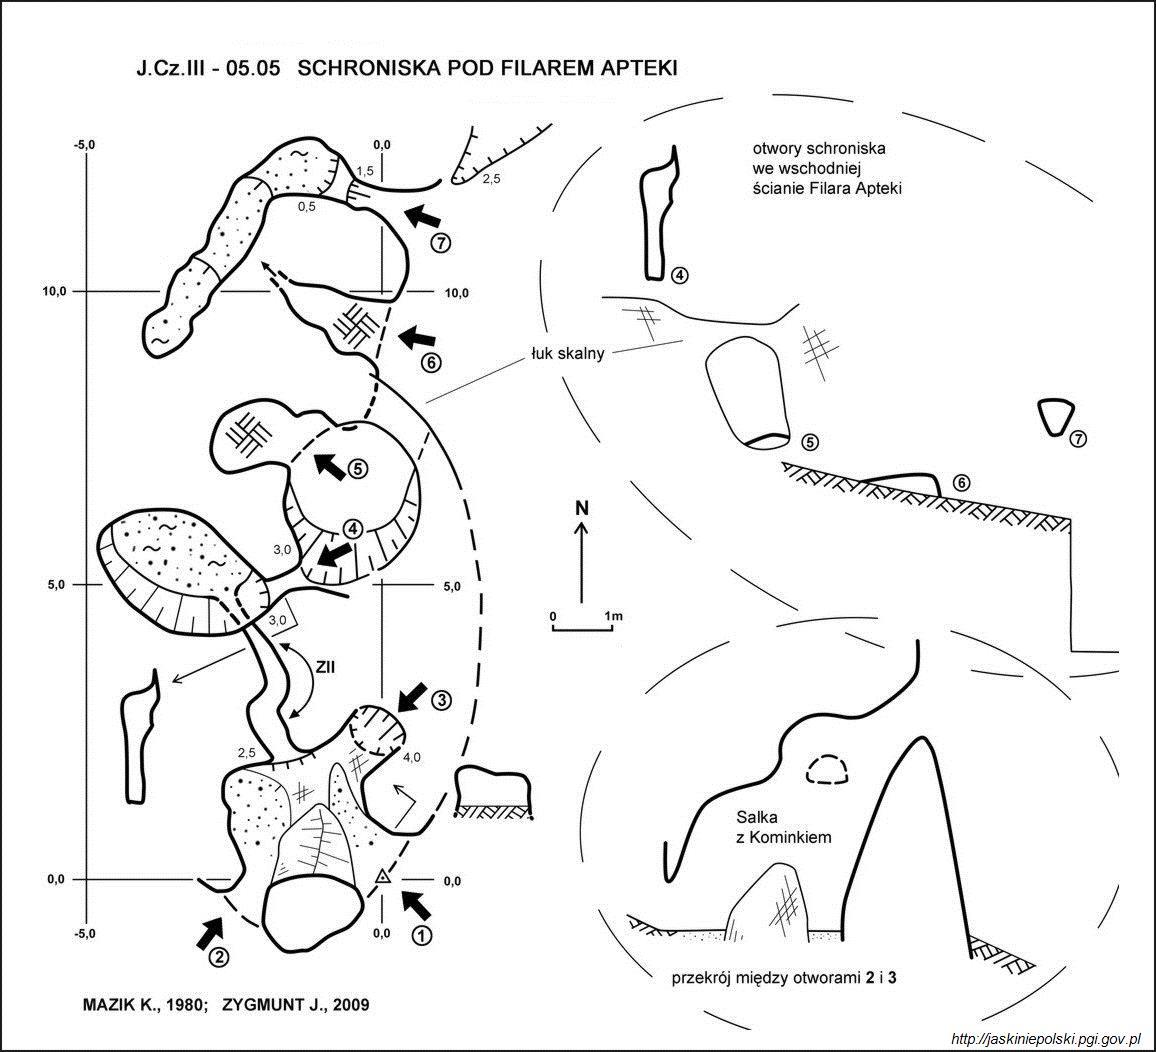 J.Cz.III - 05.05 SCHRONISKA POD FILAREM APTEKI
-5,0
0,0
1,5
2,5
0,5
7
10,0
10,0
6
otwory schroniska
we wschodniej
ścianie Filara Apteki
4
łuk skalny
5
7
6
5
4
3,0
5,0
5,0
3,0
N
0 1m
ZII
3
2,5
4,0
0,0
0,0
-5,0
0,0
1
2
Salka
z Kominkiem
przekrój między otworami 2 i 3
MAZIK K., 1980; ZYGMUNT J., 2009
http://jaskiniepolski.pgi.gov.pl